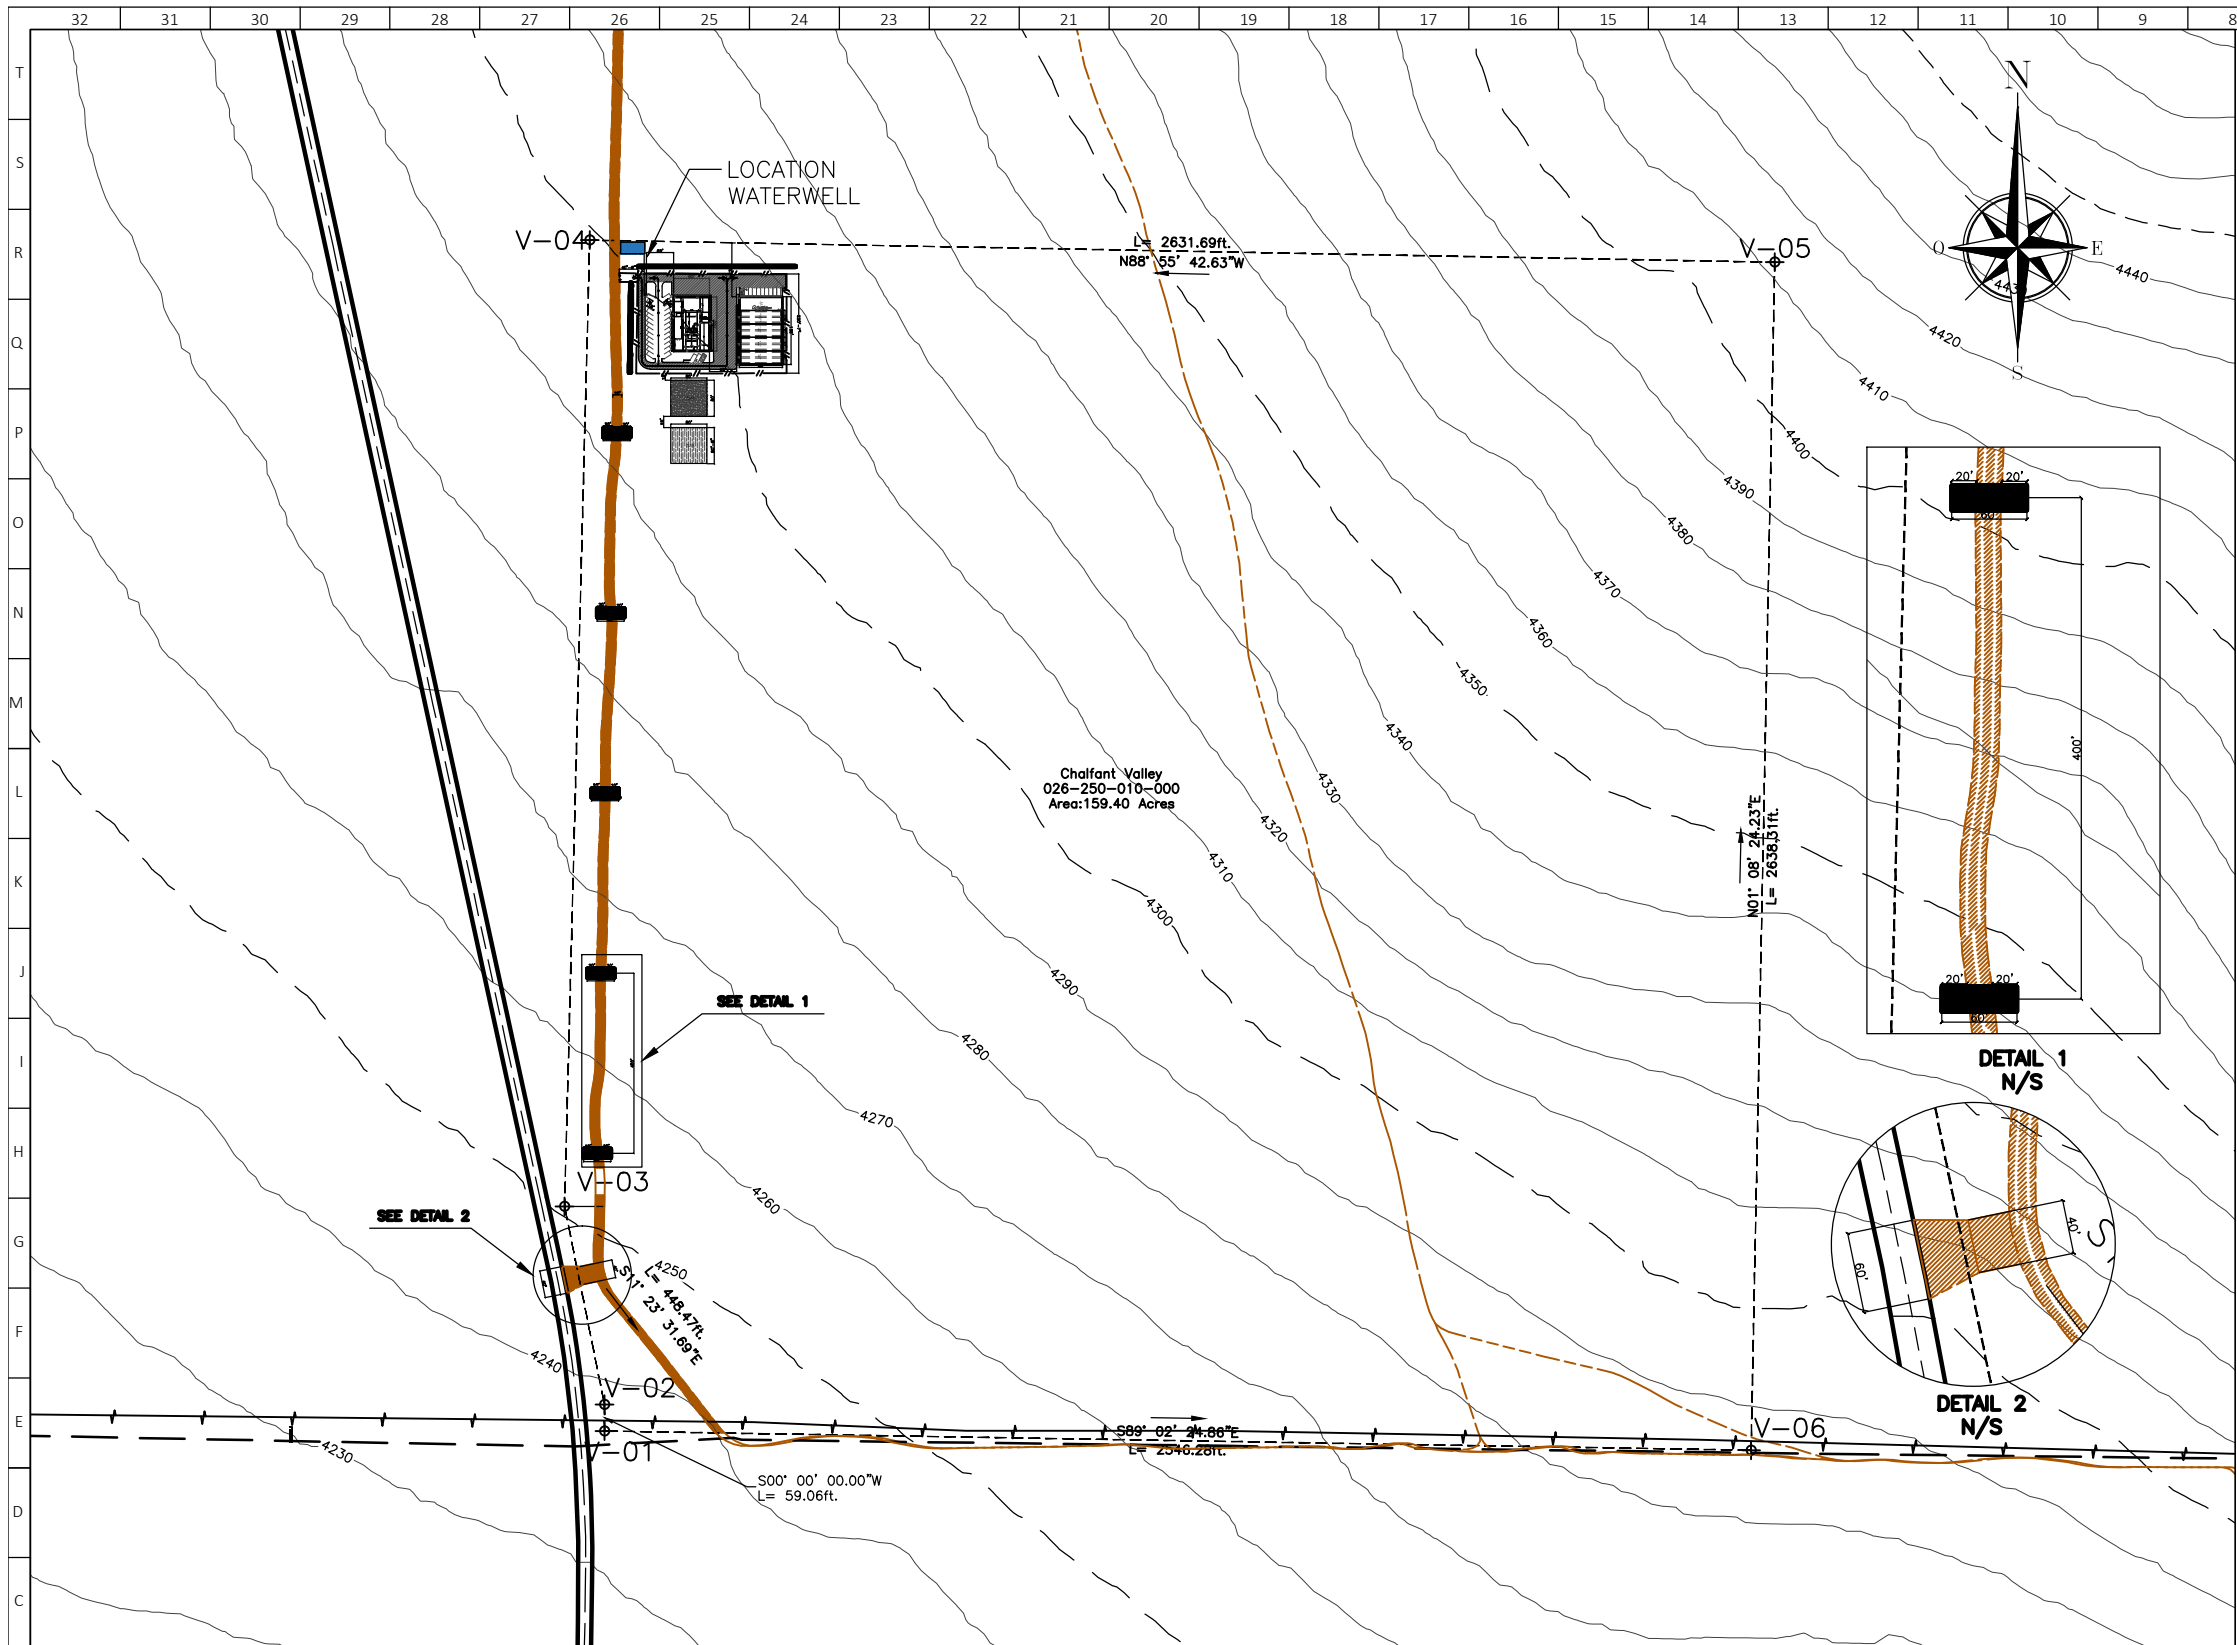 32 31 30 29 28 27 26 25 24 23 22 21 20 19 18 17 16 15 14 13 12 11 10 9 8
T
S
R
Q
P
O
N
M
L
K
J
I
H
G
F
E
D
C
N
O
E
S
LOCATION
WATERWELL
V-04
V-05
L= 2631.69ft.
N88° 55' 42.63"W
4440
4430
4420
4410
4400
4390
4380
4370
4360
4350
4340
4330
4320
4310
4300
4290
4280
4270
4260
4250
4240
4230
Chalfant Valley
026-250-010-000
Area:159.40 Acres
N01° 08' 24.23"E
L= 2638.31ft.
20'
20'
60'
400'
20'
20'
60'
DETAIL 1
N/S
SEE DETAIL 1
V-03
SEE DETAIL 2
L= 448.47ft.
S11° 23' 31.69"E
60'
40'
S
DETAIL 2
N/S
V-02
V-01
V-06
S89° 02' 24.86"E
L= 2546.28ft.
S00° 00' 00.00"W
L= 59.06ft.